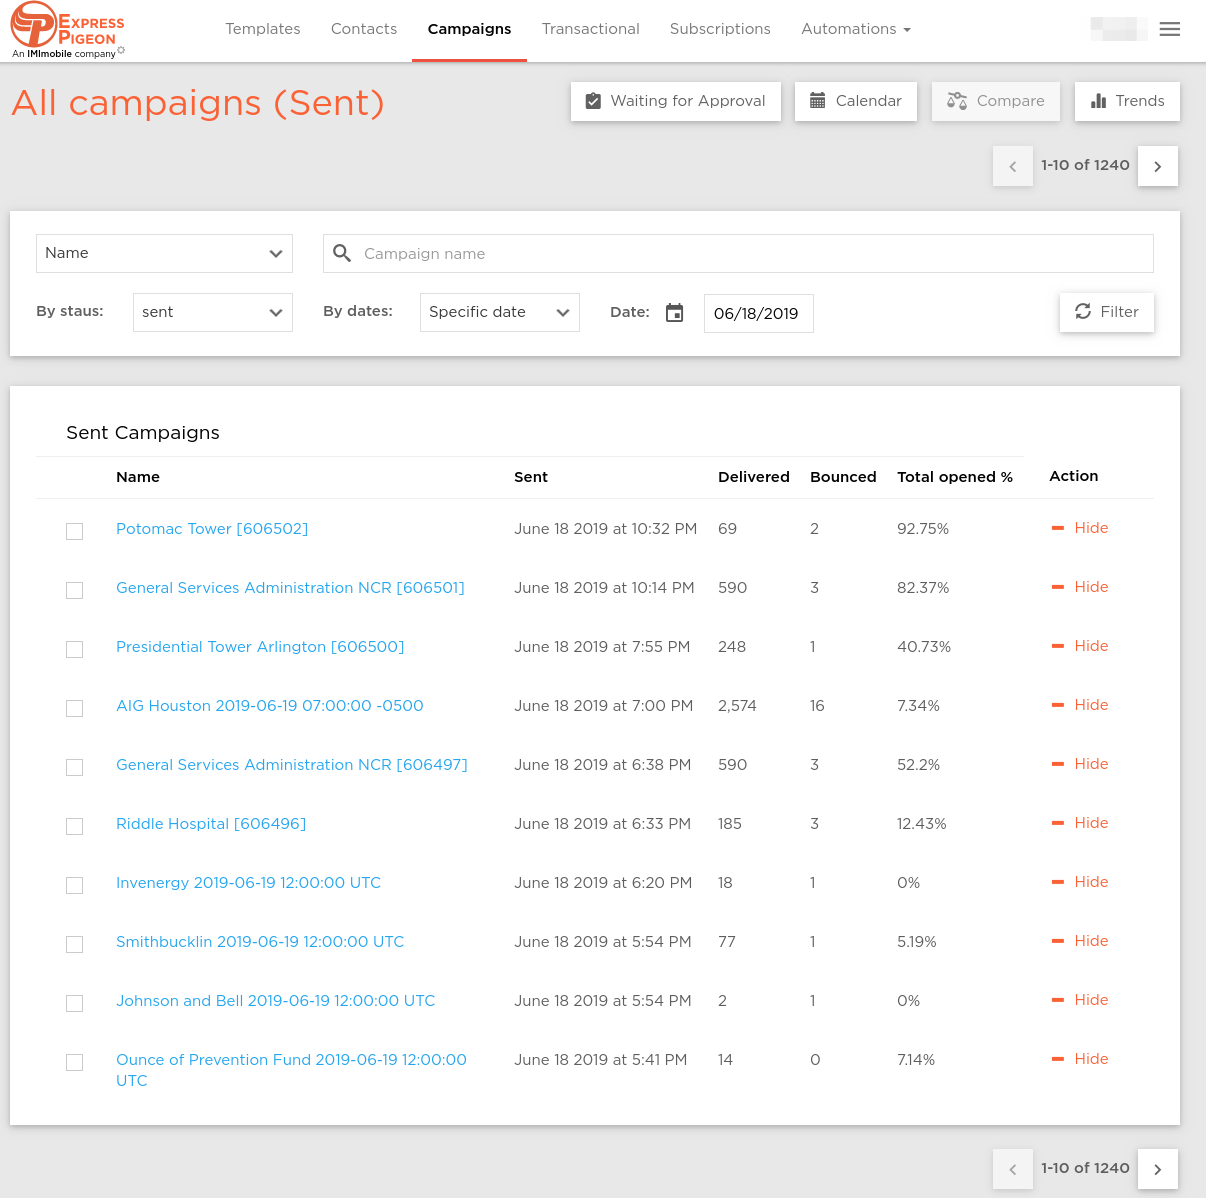 EXPRESS
PIGEON
An IMImobile company
Templates Contacts Campaigns Transactional Subscriptions Automations
All campaigns (Sent)
Waiting for Approval Calendar Compare Trends
1-10 of 1240
Name Campaign name
By staus: sent By dates: Specific date Date: 06/18/2019 Filter
Sent Campaigns
Name Sent Delivered Bounced Total opened % Action
Potomac Tower [606502] June 18 2019 at 10:32 PM 69 2 92.75% Hide
General Services Administration NCR [606501] June 18 2019 at 10:14 PM 590 3 82.37% Hide
Presidential Tower Arlington [606500] June 18 2019 at 7:55 PM 248 1 40.73% Hide
AIG Houston 2019-06-19 07:00:00 -0500 June 18 2019 at 7:00 PM 2,574 16 7.34% Hide
General Services Administration NCR [606497] June 18 2019 at 6:38 PM 590 3 52.2% Hide
Riddle Hospital [606496] June 18 2019 at 6:33 PM 185 3 12.43% Hide
Invenergy 2019-06-19 12:00:00 UTC June 18 2019 at 6:20 PM 18 1 0% Hide
Smithbucklin 2019-06-19 12:00:00 UTC June 18 2019 at 5:54 PM 77 1 5.19% Hide
Johnson and Bell 2019-06-19 12:00:00 UTC June 18 2019 at 5:54 PM 2 1 0% Hide
Ounce of Prevention Fund 2019-06-19 12:00:00 June 18 2019 at 5:41 PM 14 0 7.14% Hide
UTC
1-10 of 1240